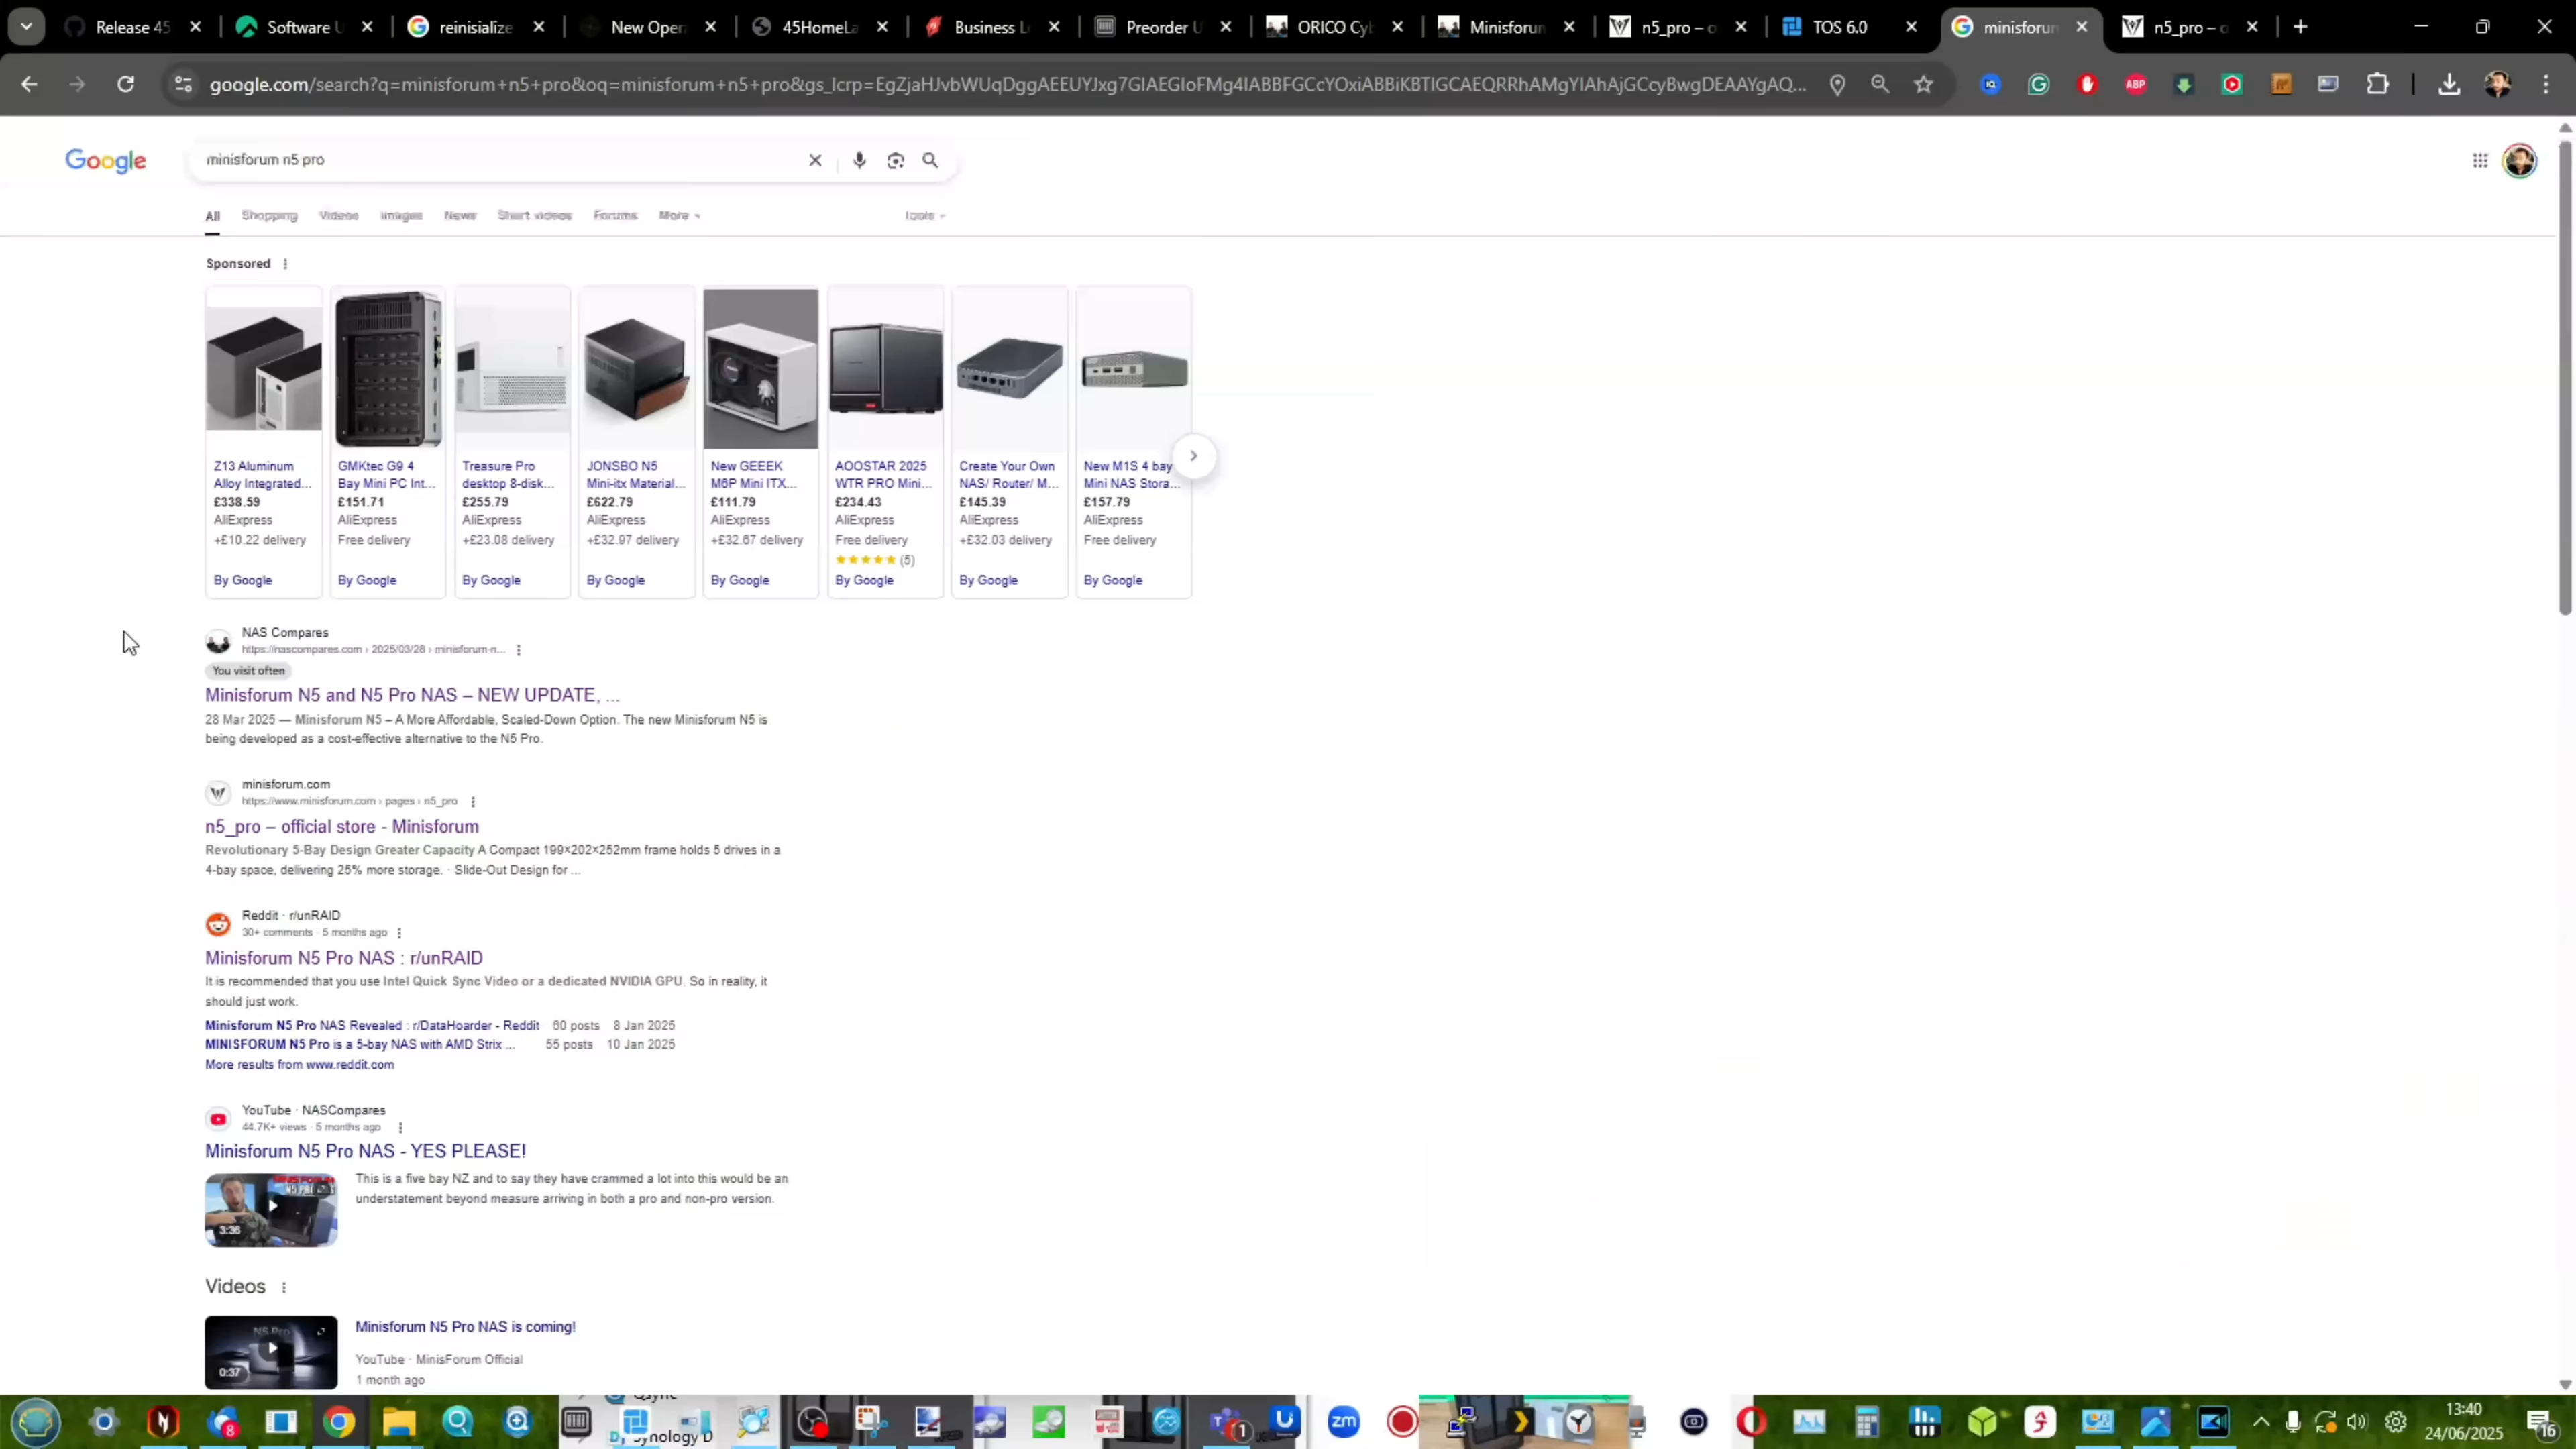 Release 45
Software U
reinisialize
New Oper
45HomeLa
Business L
Preorder U
ORICO Cyb
Minisforum
n5_pro – o
TOS 6.0
minisforum
n5_pro – o
google.com/search?q=minisforum+n5+pro&oq=minisforum+n5+pro&gs_lcrp=EgZjaHJvbWUqDggAEEUYJxg7GIAEGIoFMg4IABBFGCcYOxiABBiKBTIGCAEQRRhAMgYIAhAjGCcyBwgDEAAYgAQ...
ABP
Google
minisforum n5 pro
All Shopping Videos Images News Short videos Forums More Tools
Sponsored
Z13 Aluminum
Alloy Integrated...
£338.59
AliExpress
+£10.22 delivery
By Google
GMKtec G9 4
Bay Mini PC Int...
£151.71
AliExpress
Free delivery
By Google
Treasure Pro
desktop 8-disk...
£255.79
AliExpress
+£23.08 delivery
By Google
JONSBO N5
Mini-itx Material...
£622.79
AliExpress
+£32.97 delivery
By Google
New GEEEK
M6P Mini ITX...
£111.79
AliExpress
+£32.67 delivery
By Google
AOOSTAR 2025
WTR PRO Mini...
£234.43
AliExpress
Free delivery
★★★★★ (5)
By Google
Create Your Own
NAS/ Router/ M...
£145.39
AliExpress
+£32.03 delivery
By Google
New M1S 4 bay
Mini NAS Stora...
£157.79
AliExpress
Free delivery
By Google
NAS Compares
https://nascompares.com › 2025/03/28 › minisforum-n...
You visit often
Minisforum N5 and N5 Pro NAS – NEW UPDATE, ...
28 Mar 2025 — Minisforum N5 – A More Affordable, Scaled-Down Option. The new Minisforum N5 is
being developed as a cost-effective alternative to the N5 Pro.
minisforum.com
https://www.minisforum.com › pages › n5_pro
n5_pro – official store - Minisforum
Revolutionary 5-Bay Design Greater Capacity A Compact 199×202×252mm frame holds 5 drives in a
4-bay space, delivering 25% more storage. · Slide-Out Design for ...
Reddit · r/unRAID
30+ comments · 5 months ago
Minisforum N5 Pro NAS : r/unRAID
It is recommended that you use Intel Quick Sync Video or a dedicated NVIDIA GPU. So in reality, it
should just work.
Minisforum N5 Pro NAS Revealed : r/DataHoarder - Reddit 60 posts 8 Jan 2025
MINISFORUM N5 Pro is a 5-bay NAS with AMD Strix ... 55 posts 10 Jan 2025
More results from www.reddit.com
YouTube · NASCompares
44.7K+ views · 5 months ago
Minisforum N5 Pro NAS - YES PLEASE!
This is a five bay NZ and to say they have crammed a lot into this would be an
understatement beyond measure arriving in both a pro and non-pro version.
3:36
Videos
Minisforum N5 Pro NAS is coming!
N5 Pro
0:37
YouTube · MinisForum Official
1 month ago
Qsync
Synology D
8
1
zm
13:40
24/06/2025
16